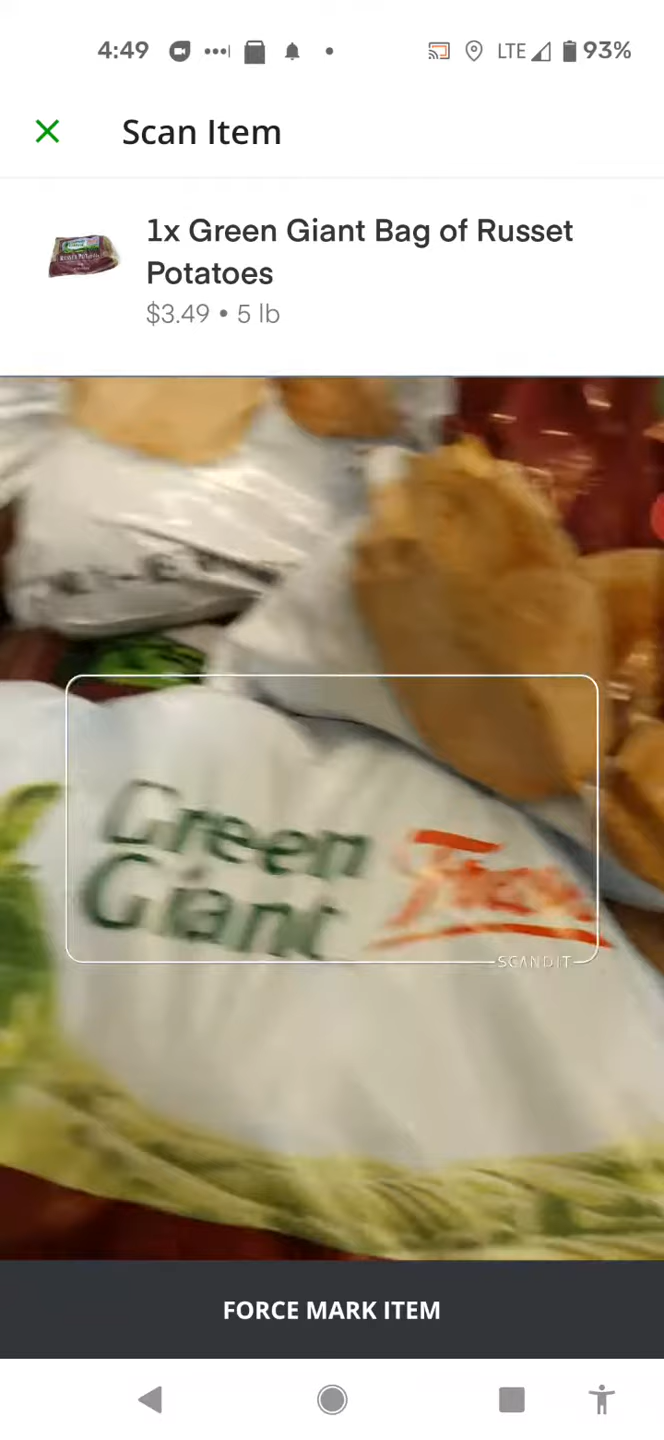 4:49
LTE 93%
Scan Item
1x Green Giant Bag of Russet
Potatoes
$3.49 • 5 lb
Green
Giant
Fresh
SCANDIT
FORCE MARK ITEM